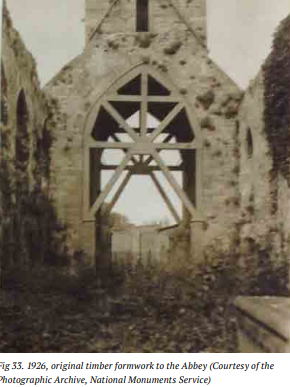 Fig 33. 1926, original timber formwork to the Abbey (Courtesy of the
Photographic Archive, National Monuments Service)